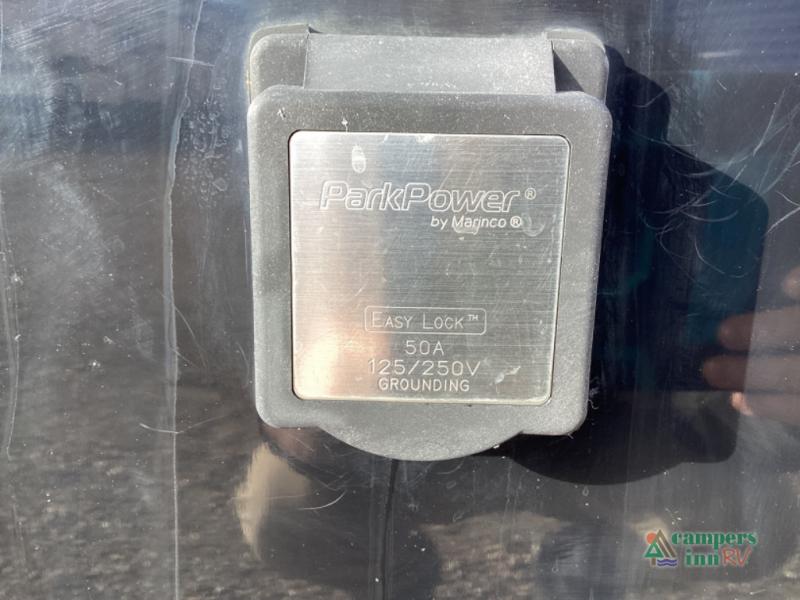 ParkPower®
by Marinco®
EASY LOCK™
50A
125/250V
GROUNDING
campers
inn RV